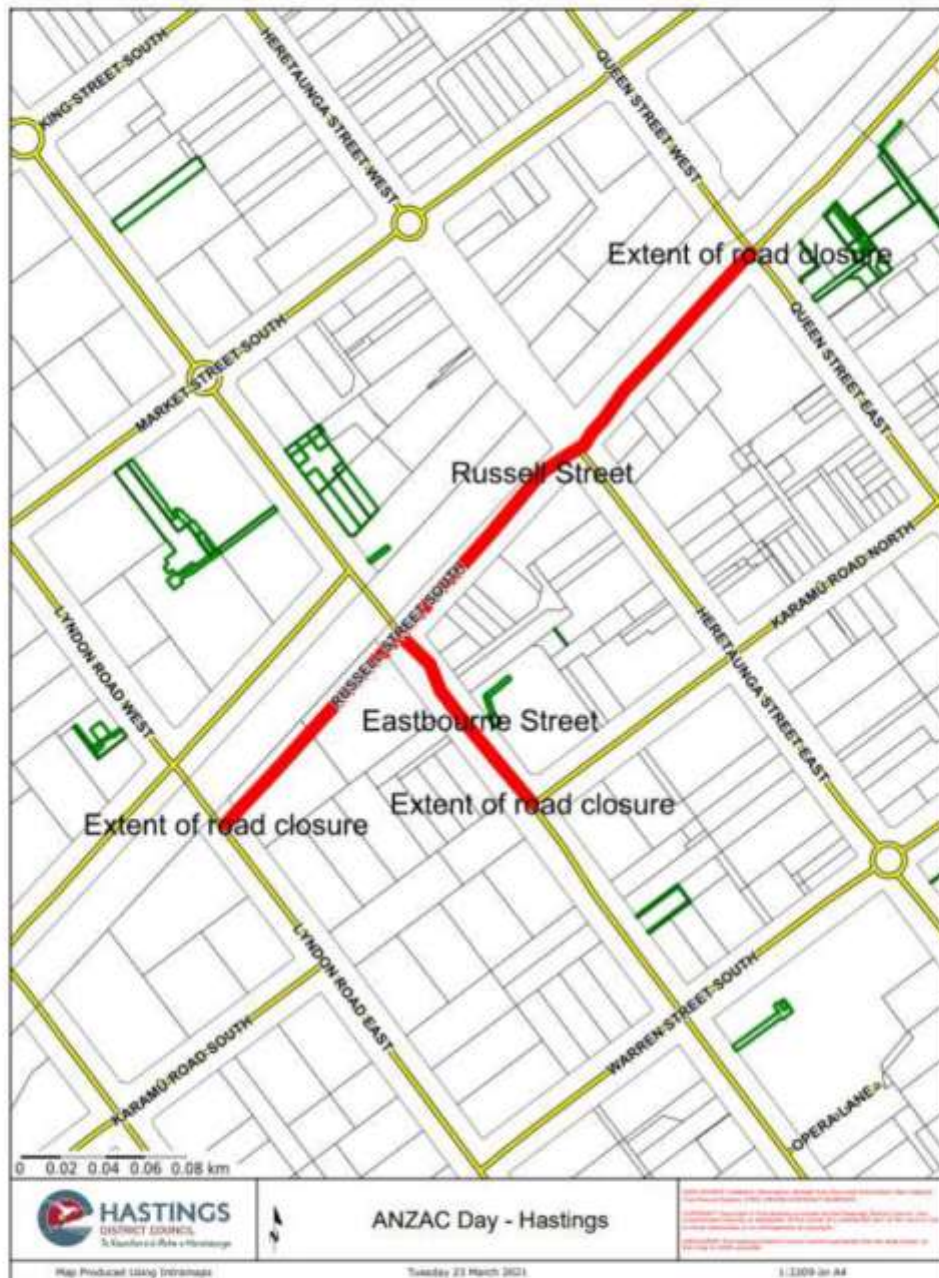 KING STREET SOUTH
HERETAUNGA STREET WEST
QUEEN STREET WEST
Extent of road closure
MARKET STREET SOUTH
QUEEN STREET EAST
Russell Street
RUSSELL STREET SOUTH
KARAMŪ ROAD NORTH
LYNDON ROAD WEST
HERETAUNGA STREET EAST
Eastbourne Street
Extent of road closure
Extent of road closure
LYNDON ROAD EAST
WARREN STREET SOUTH
KARAMŪ ROAD SOUTH
OPERA LANE
0 0.02 0.04 0.06 0.08 km
HASTINGS
DISTRICT COUNCIL
ANZAC Day - Hastings
Map Produced Using Intramaps
Tuesday 23 March 2021